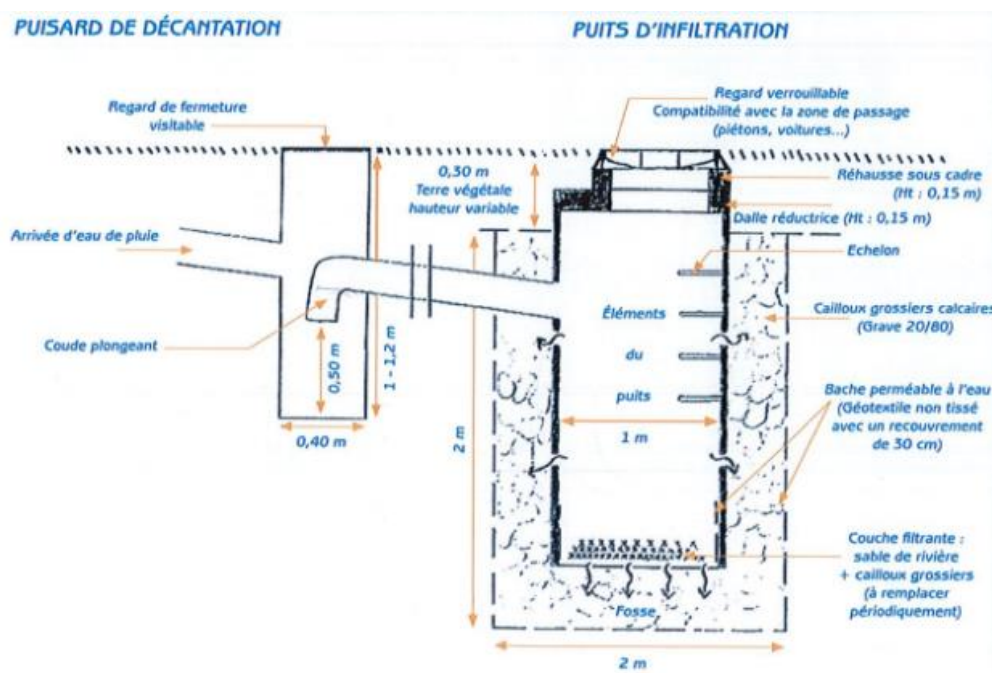 PUISARD DE DÉCANTATION
PUITS D'INFILTRATION
Regard de fermeture
visitable
Regard verrouillable
Compatibilité avec la zone de passage
(piétons, voitures...)
0,30 m
Terre végétale
hauteur variable
Réhausse sous cadre
(Ht : 0,15 m)
Dalle réductrice (Ht : 0,15 m)
Arrivée d'eau de pluie
Echelon
Éléments
du
puits
Cailloux grossiers calcaires
(Grave 20/80)
Coude plongeant
0,50 m
1 - 1,2 m
0,40 m
2 m
1 m
Bache perméable à l'eau
(Géotextile non tissé
avec un recouvrement
de 30 cm)
Couche filtrante :
sable de rivière
+ cailloux grossiers
(à remplacer
périodiquement)
Fosse
2 m